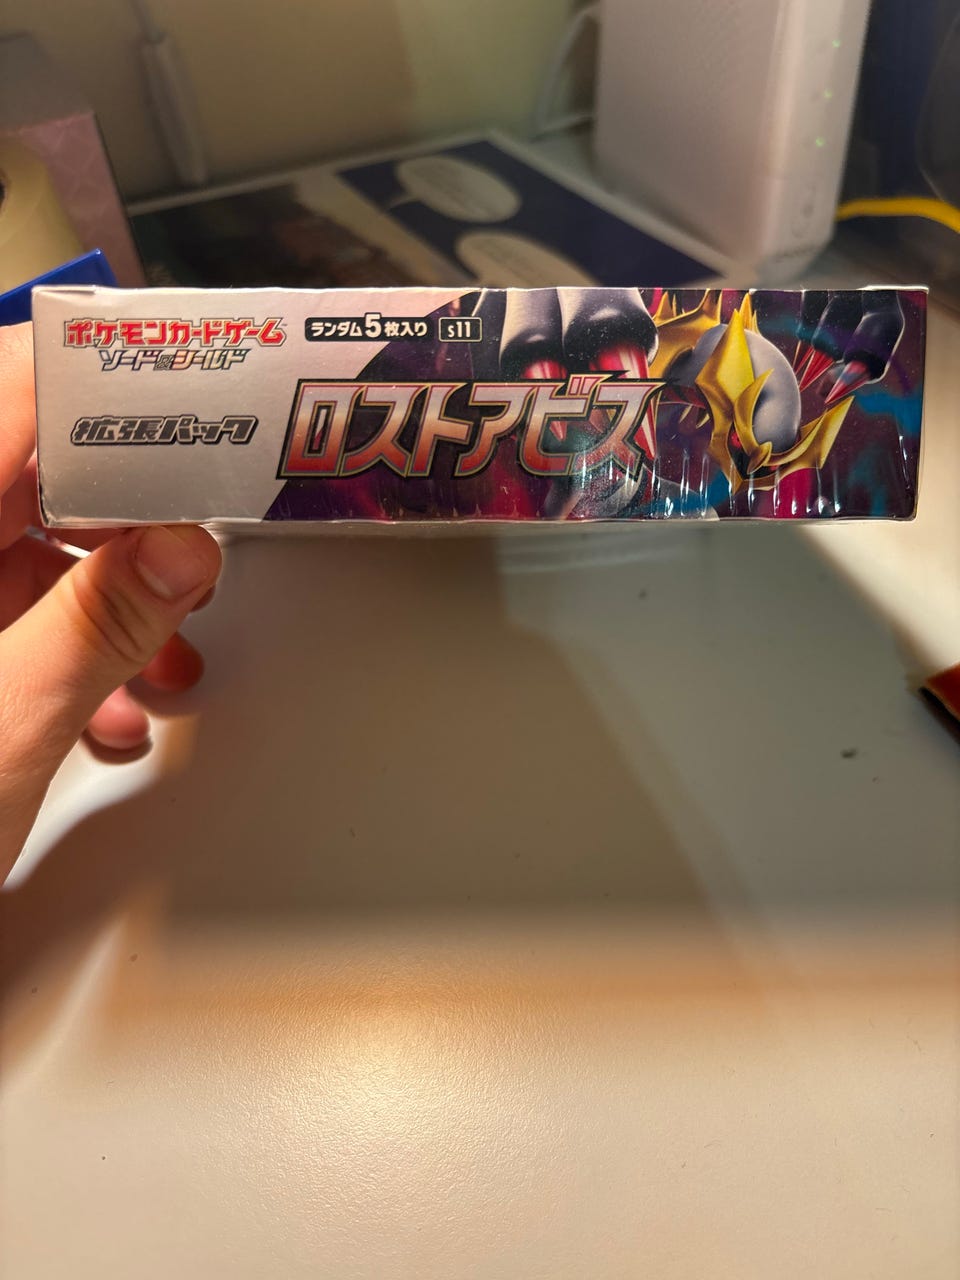 ポケモンカードゲーム
ソード&シールド
拡張パック
ランダム5枚入り
s11
ロストアビス